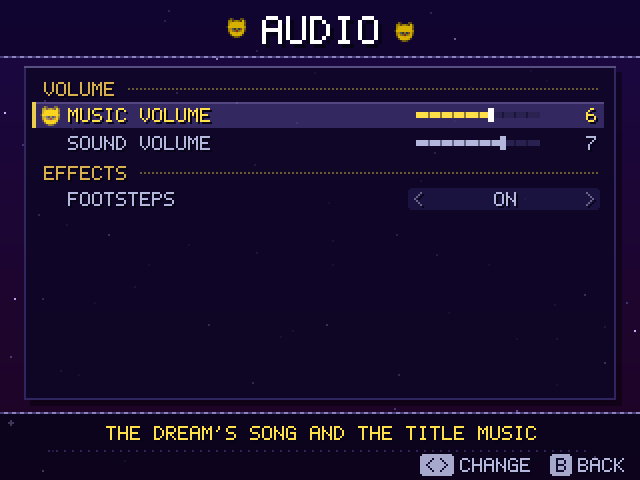 AUDIO
VOLUME
MUSIC VOLUME 6
SOUND VOLUME 7
EFFECTS
FOOTSTEPS < ON >
THE DREAM'S SONG AND THE TITLE MUSIC
<> CHANGE B BACK